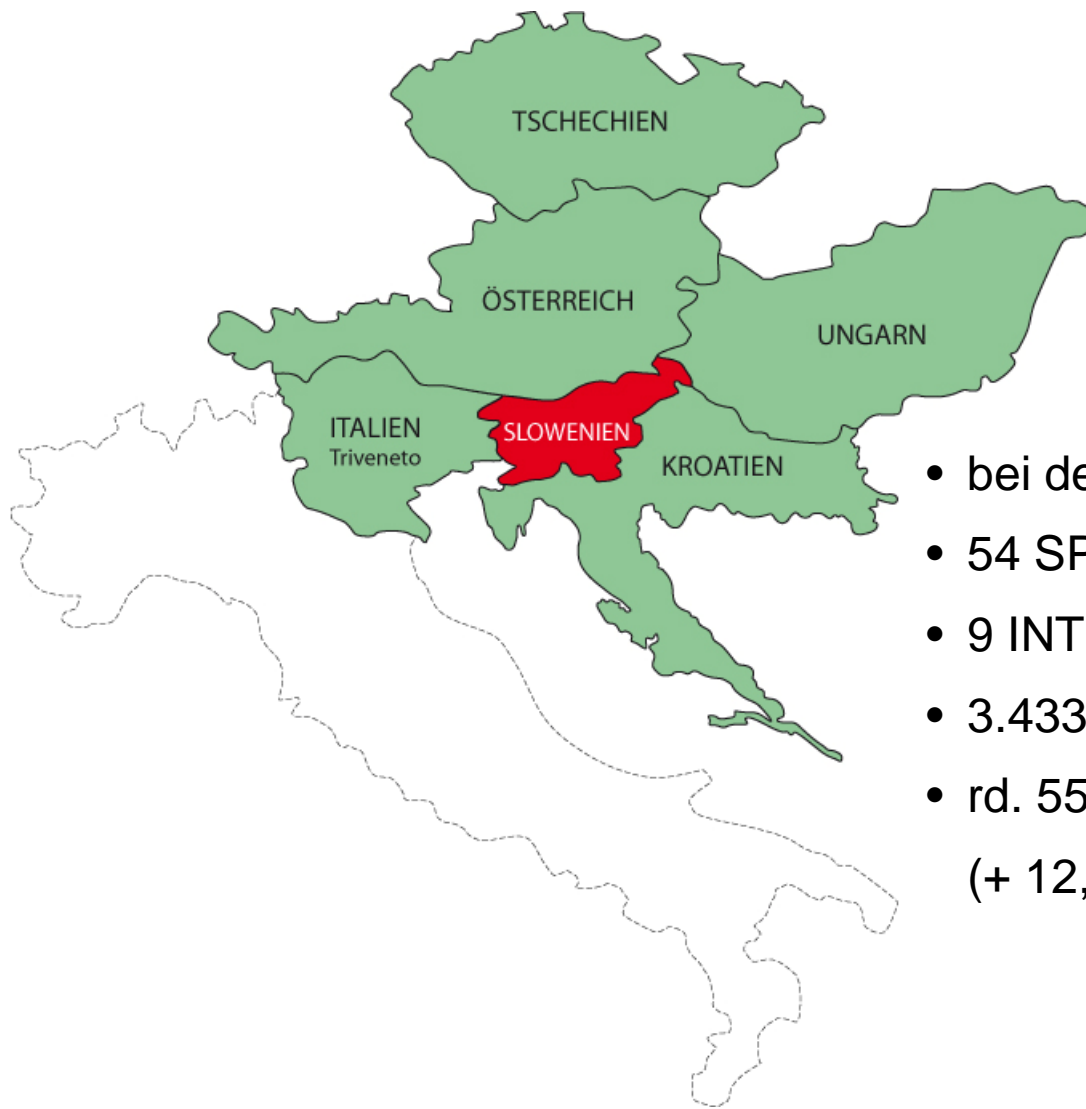 TSCHECHIEN
ÖSTERREICH
UNGARN
ITALIEN
Triveneto
SLOWENIEN
KROATIEN
• bei de
• 54 SP
• 9 INT
• 3.433
• rd. 55
(+ 12,